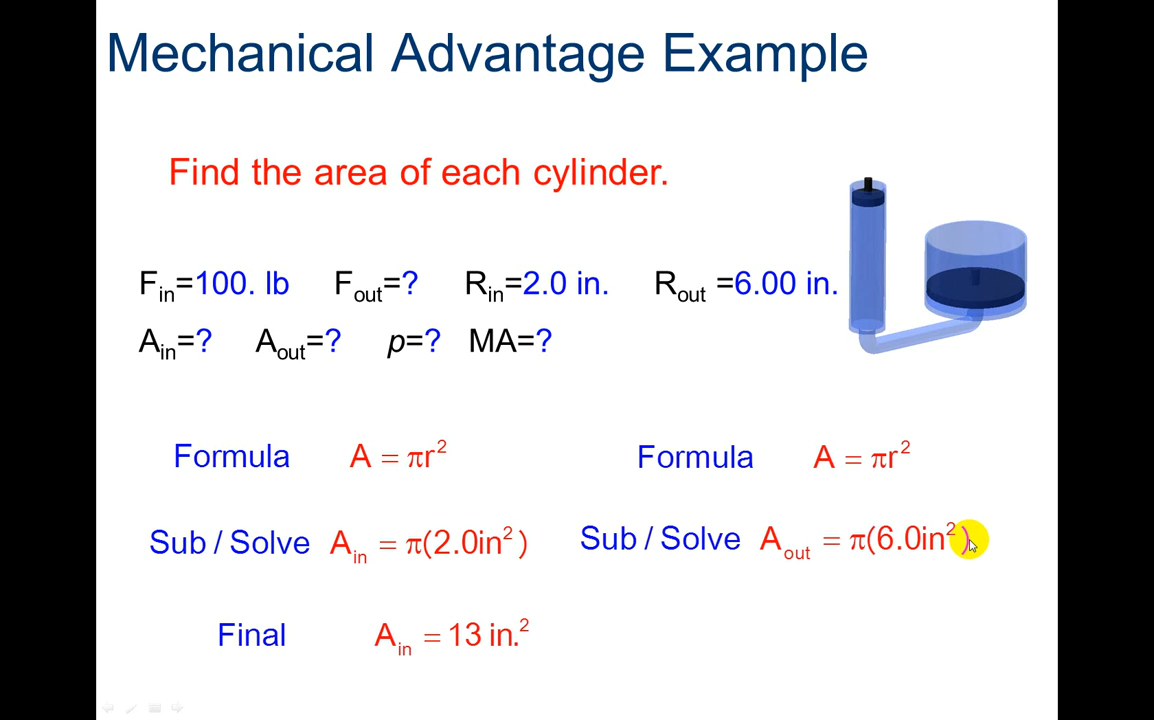 Mechanical Advantage Example
Find the area of each cylinder.
F_in=100. lb F_out=? R_in=2.0 in. R_out =6.00 in.
A_in=? A_out=? p=? MA=?
Formula A = πr² Formula A = πr²
Sub / Solve A_in = π(2.0in²) Sub / Solve A_out = π(6.0in²)
Final A_in = 13 in.²